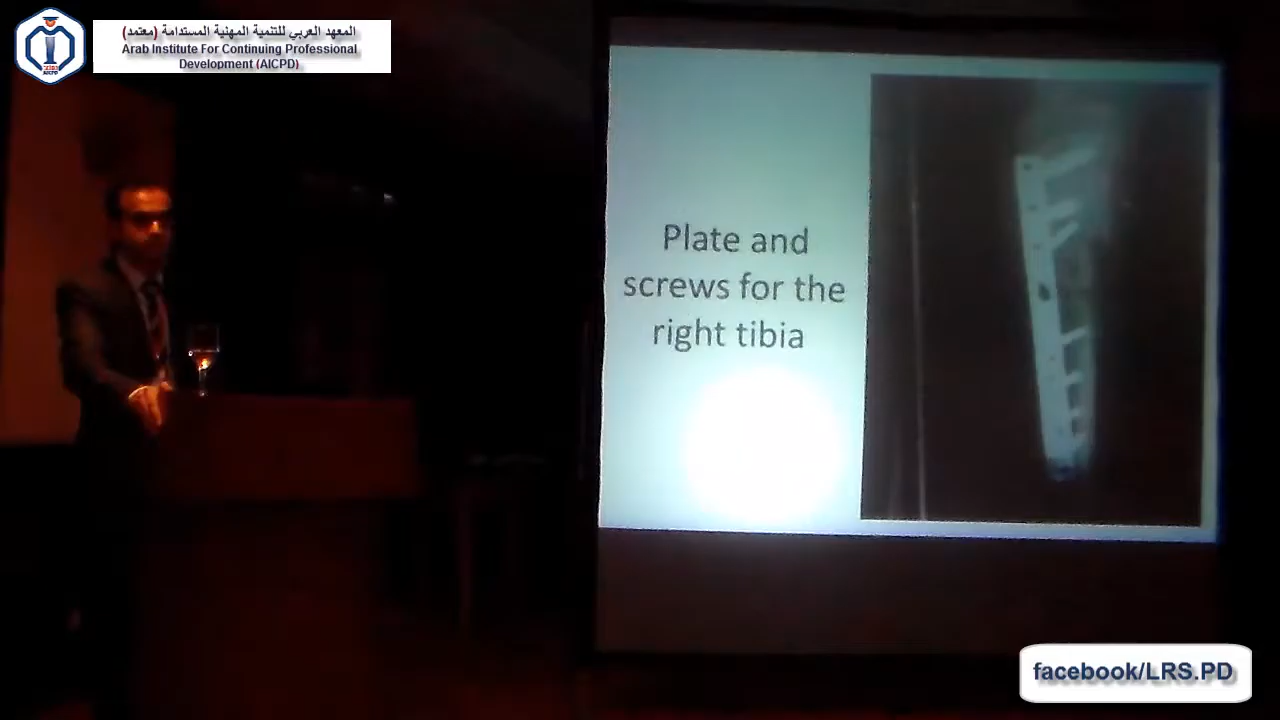 المعهد العربي للتنمية المهنية المستدامة (معتمد)
Arab Institute For Continuing Professional
Development (AICPD)
AICPD
Plate and
screws for the
right tibia
facebook/LRS.PD